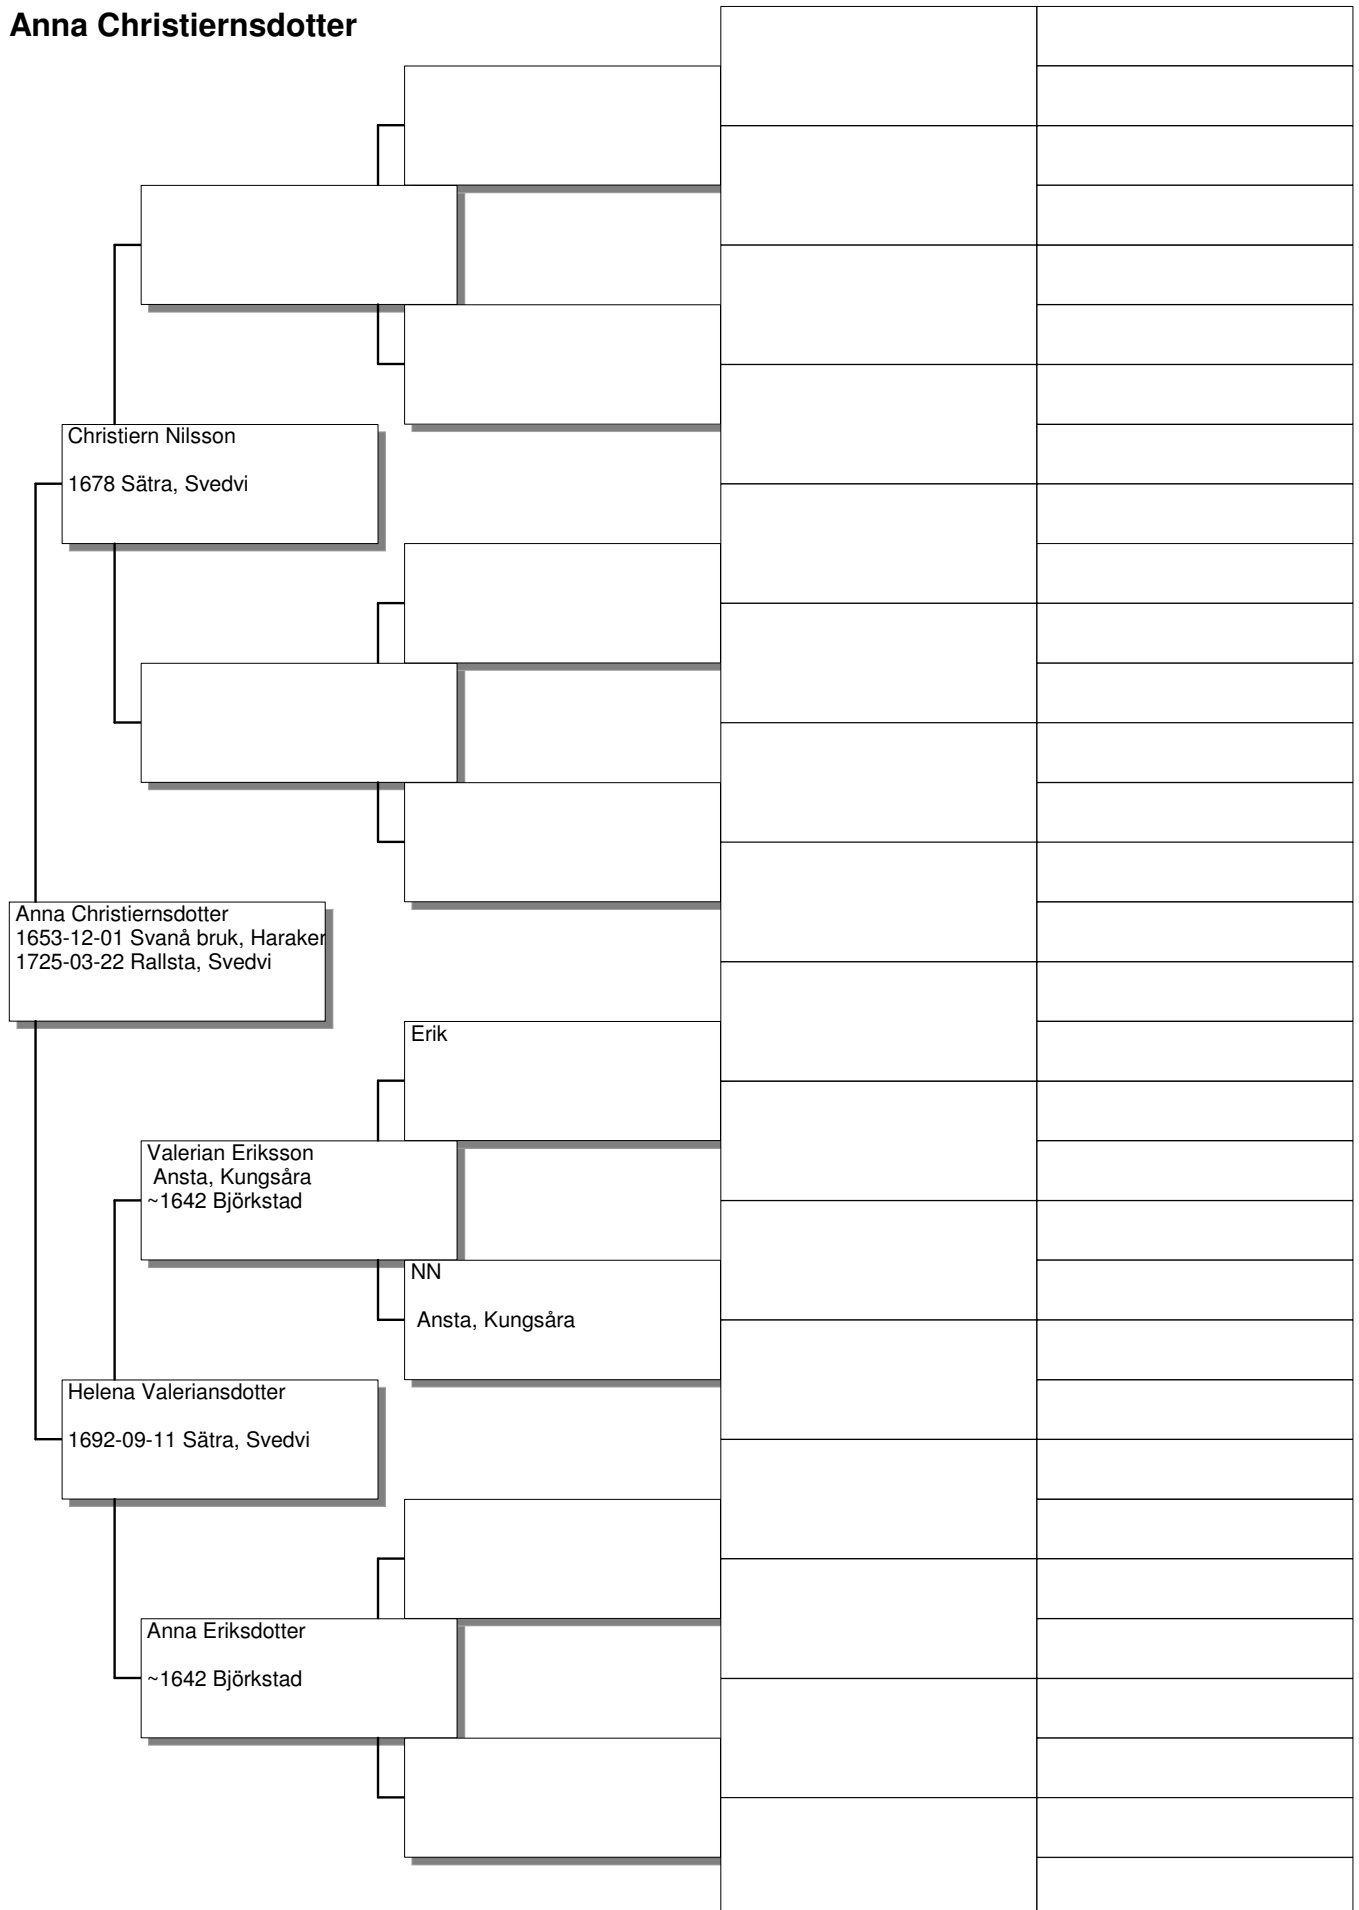 Anna Christiernsdotter
Christiern Nilsson
1678 Sätra, Svedvi
Anna Christiernsdotter
1653-12-01 Svanå bruk, Haraker
1725-03-22 Rallsta, Svedvi
Erik
Valerian Eriksson
Ansta, Kungsåra
~1642 Björkstad
NN
Ansta, Kungsåra
Helena Valeriansdotter
1692-09-11 Sätra, Svedvi
Anna Eriksdotter
~1642 Björkstad